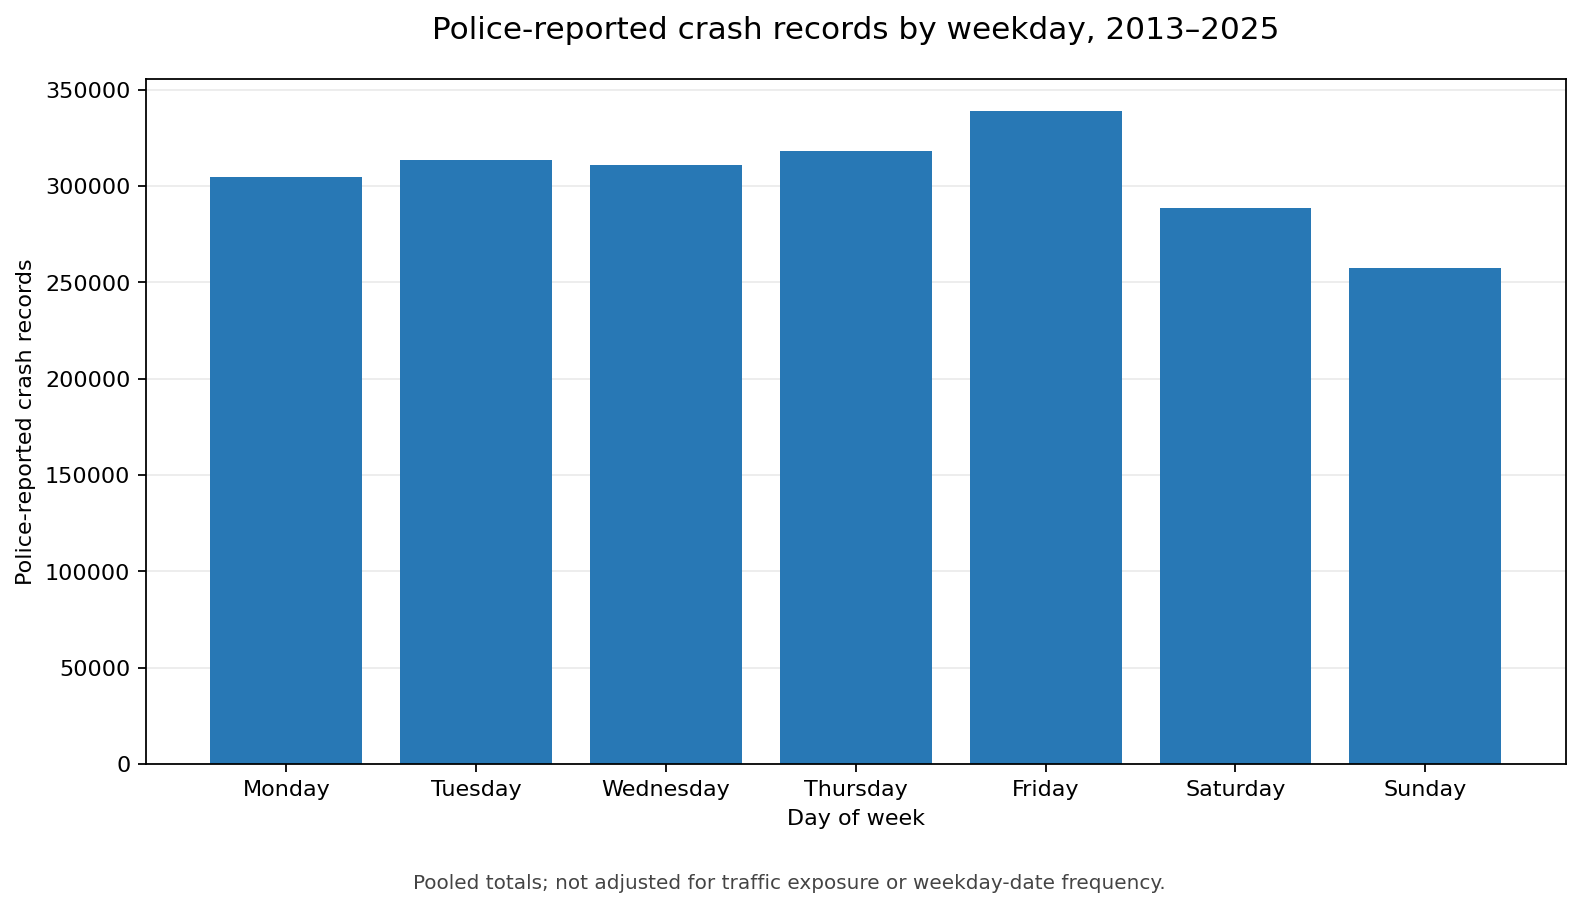 Police-reported crash records by weekday, 2013–2025
Police-reported crash records
350000
300000
250000
200000
150000
100000
50000
0
Monday Tuesday Wednesday Thursday Friday Saturday Sunday
Day of week
Pooled totals; not adjusted for traffic exposure or weekday-date frequency.